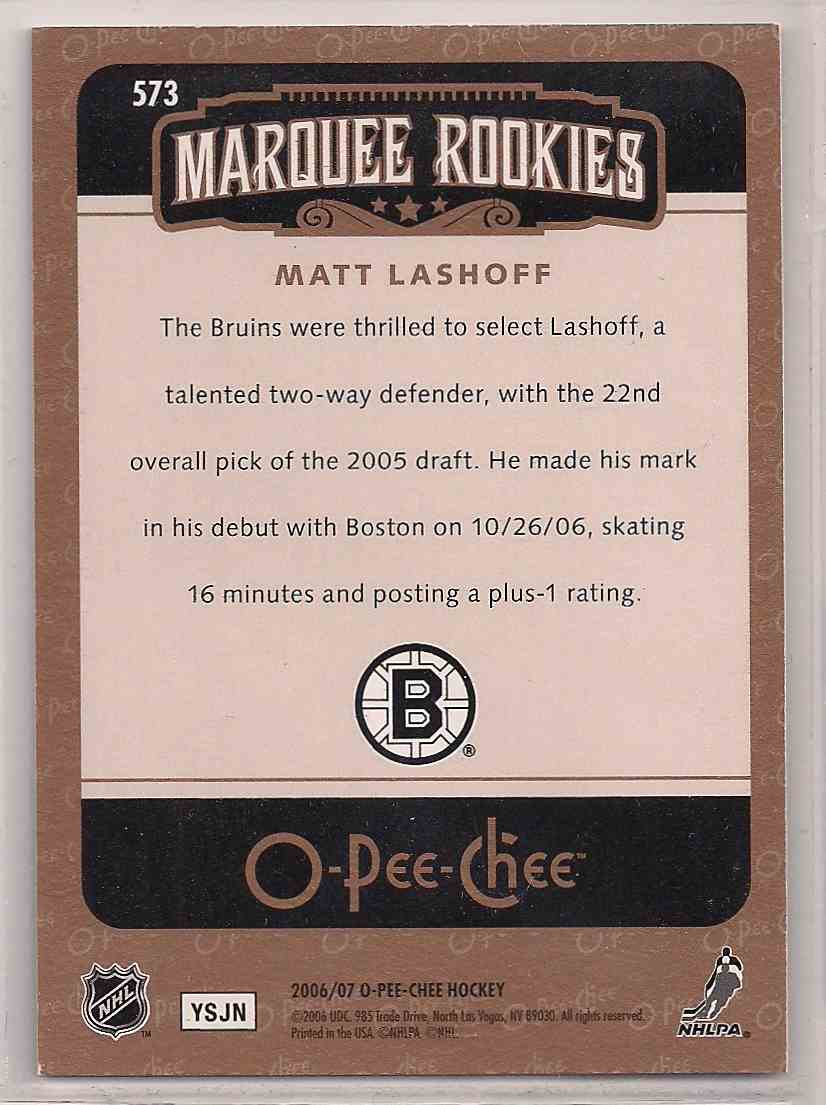 573
MARQUEE ROOKIES
MATT LASHOFF
The Bruins were thrilled to select Lashoff, a
talented two-way defender, with the 22nd
overall pick of the 2005 draft. He made his mark
in his debut with Boston on 10/26/06, skating
16 minutes and posting a plus-1 rating.
B
®
O-Pee-Chee™
NHL
TM
YSJN
2006/07 O-PEE-CHEE HOCKEY
©2006 UDC. 985 Trade Drive, North Las Vegas, NV 89030. All rights reserved.
Printed in the USA. ©NHLPA. ©NHL.
NHLPA®